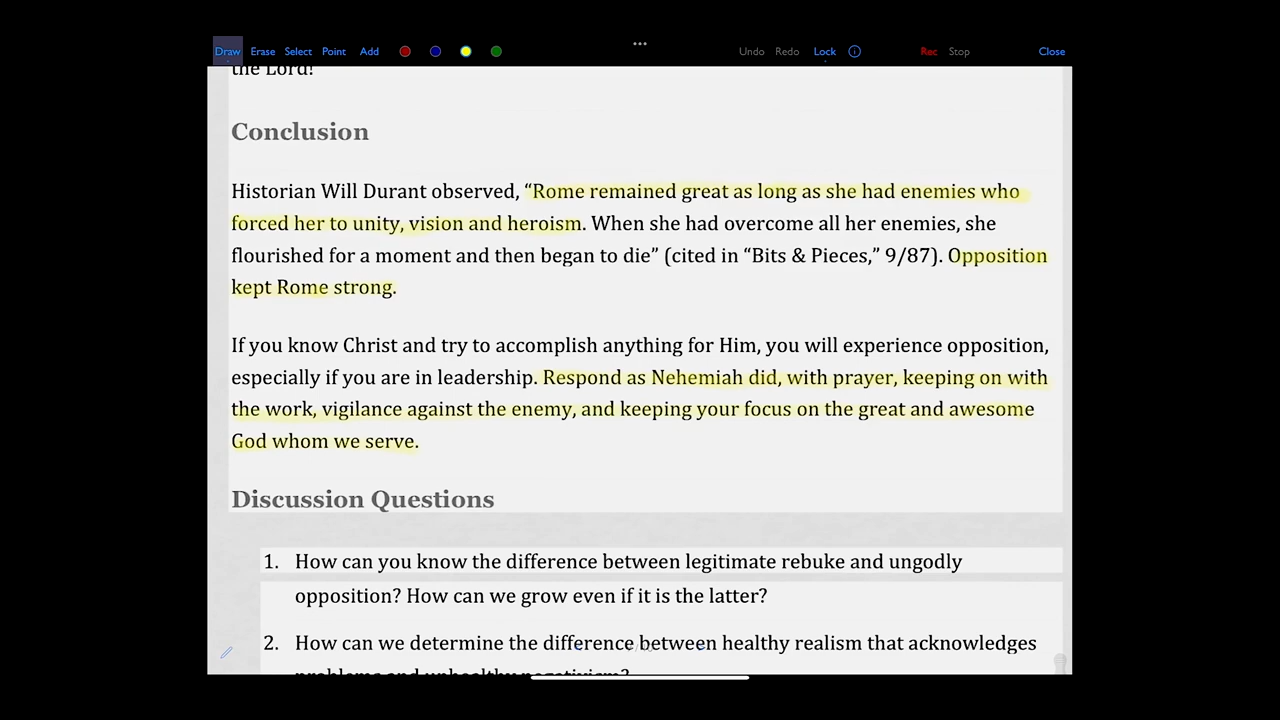 Draw Erase Select Point Add ••• Undo Redo Lock Rec Stop Close
the Lord!
Conclusion
Historian Will Durant observed, “Rome remained great as long as she had enemies who
forced her to unity, vision and heroism. When she had overcome all her enemies, she
flourished for a moment and then began to die” (cited in “Bits & Pieces,” 9/87). Opposition
kept Rome strong.
If you know Christ and try to accomplish anything for Him, you will experience opposition,
especially if you are in leadership. Respond as Nehemiah did, with prayer, keeping on with
the work, vigilance against the enemy, and keeping your focus on the great and awesome
God whom we serve.
Discussion Questions
1. How can you know the difference between legitimate rebuke and ungodly
opposition? How can we grow even if it is the latter?
2. How can we determine the difference between healthy realism that acknowledges
problems and unhealthy negativism?